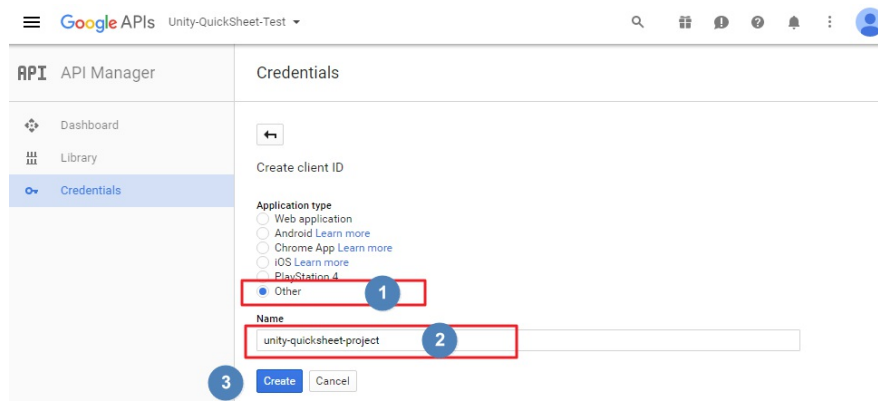 Google APIs Unity-QuickSheet-Test
API API Manager Credentials
Dashboard
Library
Credentials
Create client ID
Application type
Web application
Android Learn more
Chrome App Learn more
iOS Learn more
PlayStation 4
Other 1
Name
unity-quicksheet-project 2
3 Create Cancel